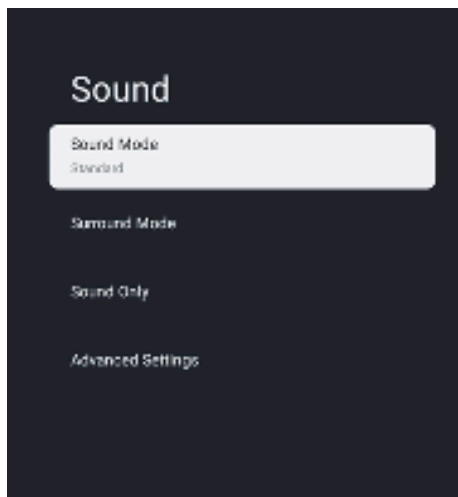 Sound
Sound Mode
Standard
Surround Mode
Sound Only
Advanced Settings